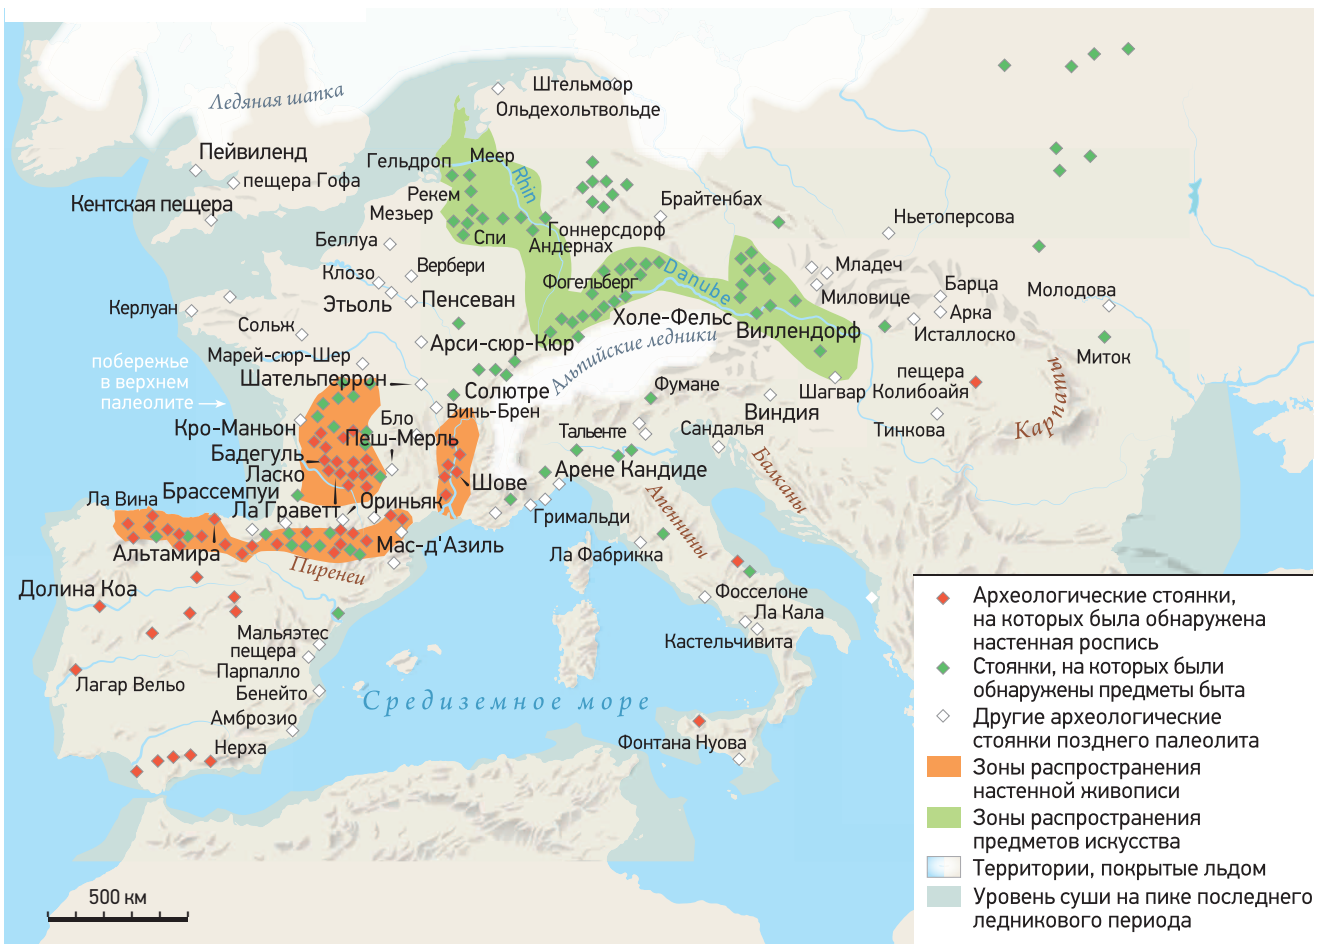 Ледяная шапка
Штельмоор
Ольдехольтвольде
Пейвиленд
пещера Гофа
Кентская пещера
Гельдроп
Меер
Rhin
Рекем
Мезьер
Спи
Гоннерсдорф
Андернах
Брайтенбах
Ньетоперсова
Беллуа
Вербери
Клозо
Этьоль
Пенсеван
Фогельберг
Danube
Младеч
Миловице
Барца
Арка
Исталлоско
Молодова
Миток
Керлуан
Сольж
Марей-сюр-Шер
Арси-сюр-Кюр
Холе-Фельс
Виллендорф
Альпийские ледники
побережье
в верхнем
палеолите
Шательперрон
Солютре
Винь-Брен
Фумане
Шагвар
пещера
Колибоайя
Карпаты
Кро-Маньон
Бло
Пеш-Мерль
Тальенте
Сандалья
Виндия
Тинкова
Бадегуль
Ласко
Шове
Арене Кандиде
Балканы
Ла Вина
Брассемпуи
Ла Граветт
Ориньяк
Гримальди
Апеннины
Альтамира
Мас-д'Азиль
Пиренеи
Ла Фабрикка
Долина Коа
Фосселоне
Ла Кала
Кастельчивита
Мальяэтес
пещера
Парпалло
Бенейто
Лагар Вельо
Амброзио
Нерха
Средиземное море
Фонтана Нуова
500 км
Археологические стоянки,
на которых была обнаружена
настенная роспись
Стоянки, на которых были
обнаружены предметы быта
Другие археологические
стоянки позднего палеолита
Зоны распространения
настенной живописи
Зоны распространения
предметов искусства
Территории, покрытые льдом
Уровень суши на пике последнего
ледникового периода